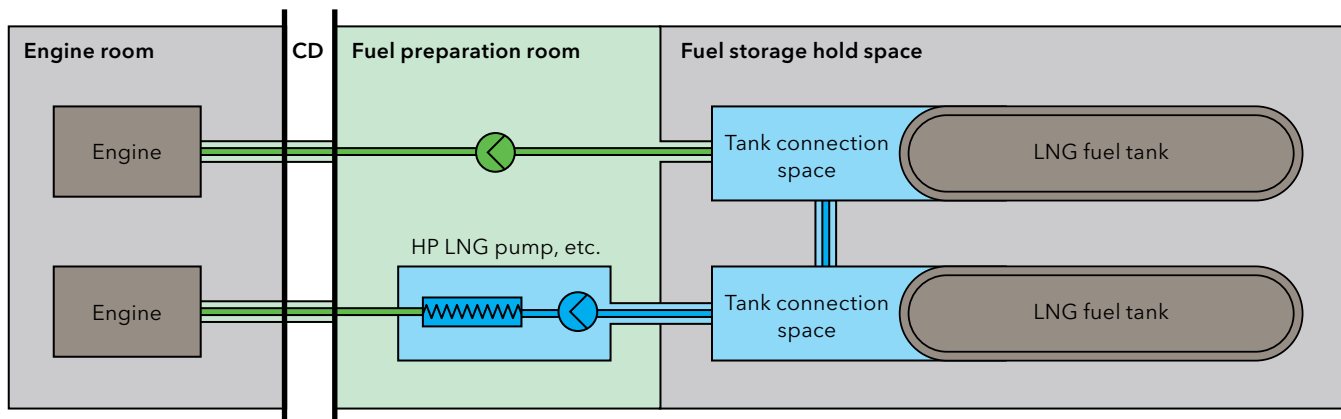 Engine room
CD
Fuel preparation room
Fuel storage hold space
Engine
Tank connection
space
LNG fuel tank
HP LNG pump, etc.
Engine
Tank connection
space
LNG fuel tank